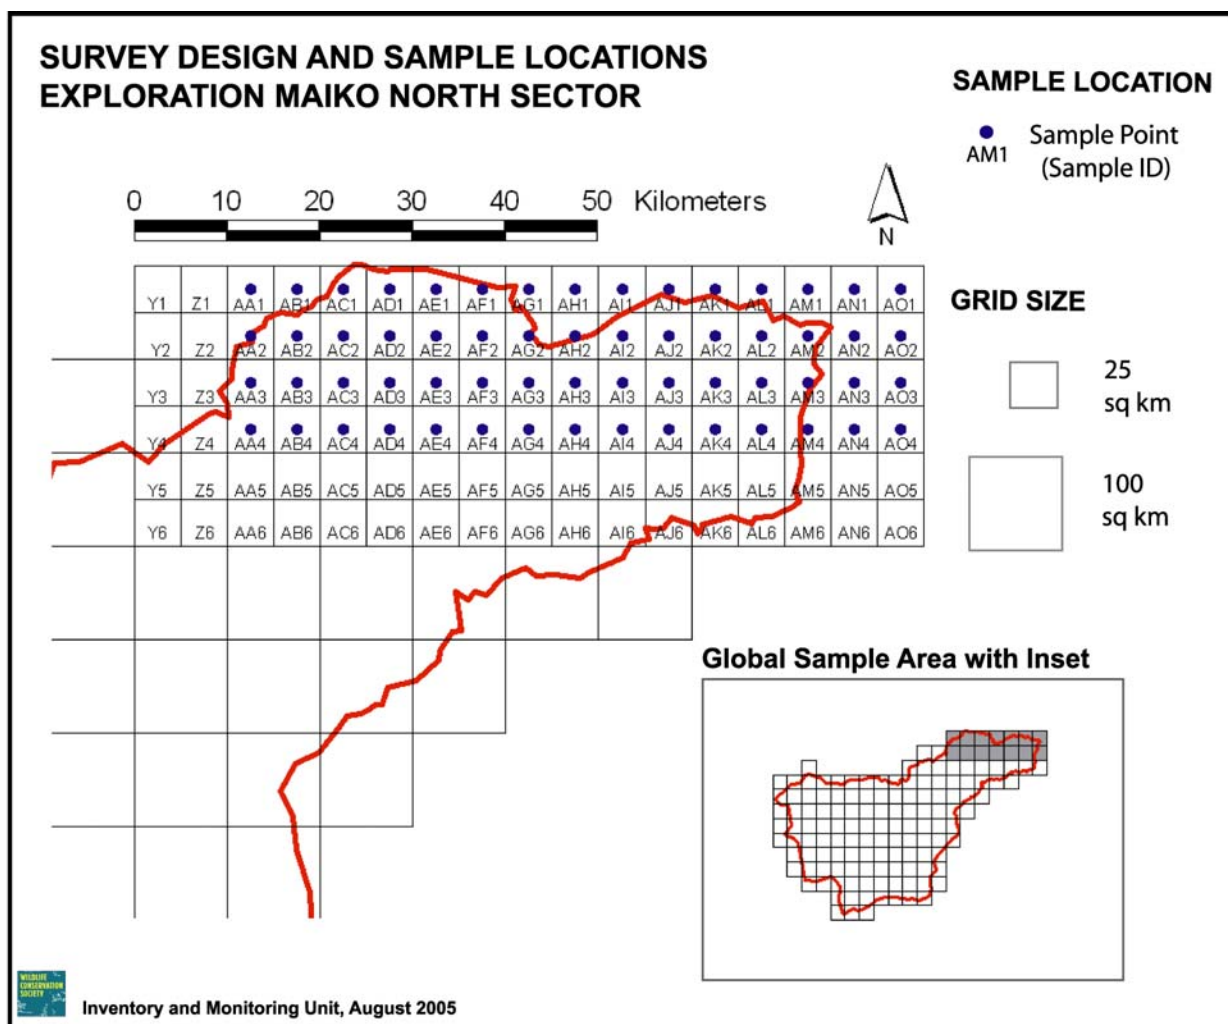 SURVEY DESIGN AND SAMPLE LOCATIONS
EXPLORATION MAIKO NORTH SECTOR
SAMPLE LOCATION
AM1
Sample Point
(Sample ID)
0 10 20 30 40 50 Kilometers
N
Y1 Z1 AA1 AB1 AC1 AD1 AE1 AF1 AG1 AH1 AI1 AJ1 AK1 AL1 AM1 AN1 AO1
Y2 Z2 AA2 AB2 AC2 AD2 AE2 AF2 AG2 AH2 AI2 AJ2 AK2 AL2 AM2 AN2 AO2
Y3 Z3 AA3 AB3 AC3 AD3 AE3 AF3 AG3 AH3 AI3 AJ3 AK3 AL3 AM3 AN3 AO3
Y4 Z4 AA4 AB4 AC4 AD4 AE4 AF4 AG4 AH4 AI4 AJ4 AK4 AL4 AM4 AN4 AO4
Y5 Z5 AA5 AB5 AC5 AD5 AE5 AF5 AG5 AH5 AI5 AJ5 AK5 AL5 AM5 AN5 AO5
Y6 Z6 AA6 AB6 AC6 AD6 AE6 AF6 AG6 AH6 AI6 AJ6 AK6 AL6 AM6 AN6 AO6
GRID SIZE
25
sq km
100
sq km
Global Sample Area with Inset
WILDLIFE
CONSERVATION
SOCIETY
Inventory and Monitoring Unit, August 2005